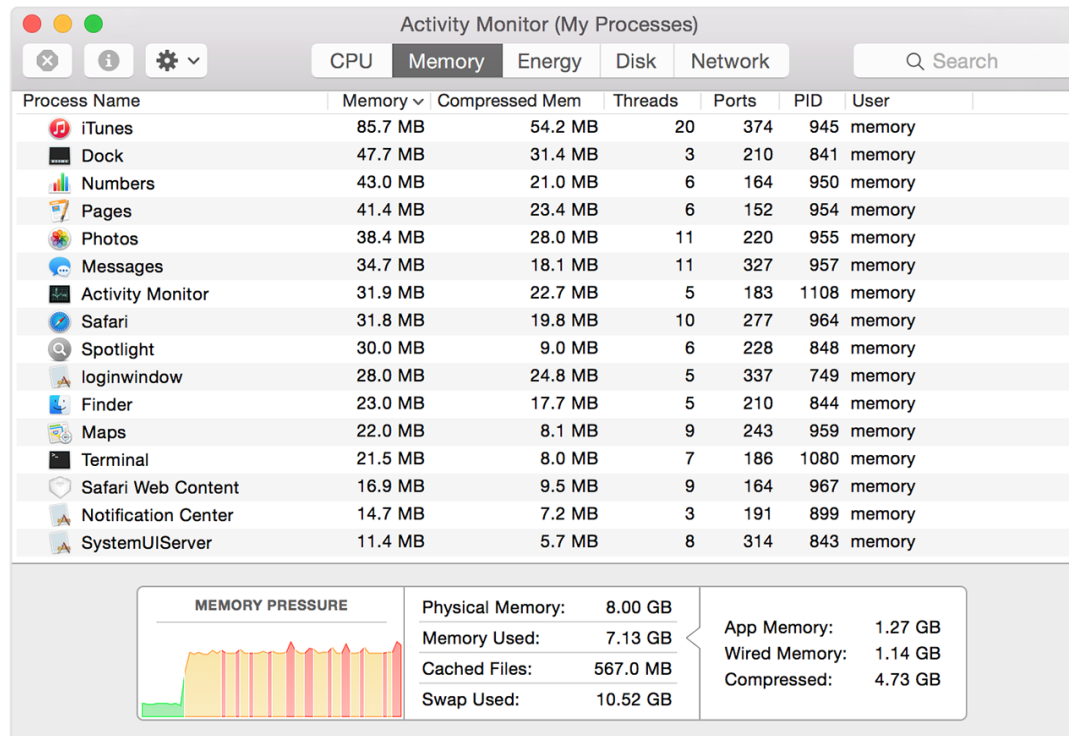 Activity Monitor (My Processes)
CPU Memory Energy Disk Network Search
Process Name Memory Compressed Mem Threads Ports PID User
iTunes 85.7 MB 54.2 MB 20 374 945 memory
Dock 47.7 MB 31.4 MB 3 210 841 memory
Numbers 43.0 MB 21.0 MB 6 164 950 memory
Pages 41.4 MB 23.4 MB 6 152 954 memory
Photos 38.4 MB 28.0 MB 11 220 955 memory
Messages 34.7 MB 18.1 MB 11 327 957 memory
Activity Monitor 31.9 MB 22.7 MB 5 183 1108 memory
Safari 31.8 MB 19.8 MB 10 277 964 memory
Spotlight 30.0 MB 9.0 MB 6 228 848 memory
loginwindow 28.0 MB 24.8 MB 5 337 749 memory
Finder 23.0 MB 17.7 MB 5 210 844 memory
Maps 22.0 MB 8.1 MB 9 243 959 memory
Terminal 21.5 MB 8.0 MB 7 186 1080 memory
Safari Web Content 16.9 MB 9.5 MB 9 164 967 memory
Notification Center 14.7 MB 7.2 MB 3 191 899 memory
SystemUIServer 11.4 MB 5.7 MB 8 314 843 memory
MEMORY PRESSURE
Physical Memory: 8.00 GB
Memory Used: 7.13 GB
Cached Files: 567.0 MB
Swap Used: 10.52 GB
App Memory: 1.27 GB
Wired Memory: 1.14 GB
Compressed: 4.73 GB